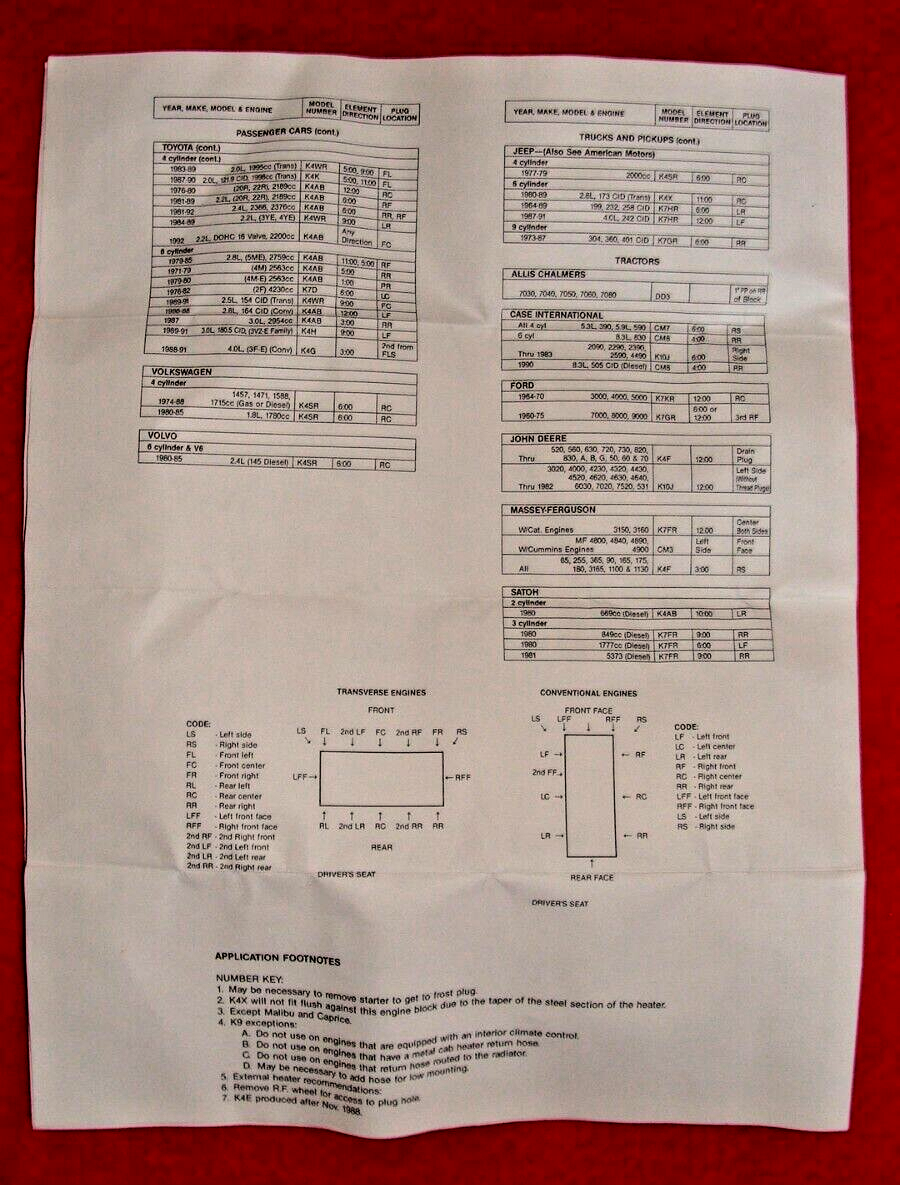 YEAR, MAKE, MODEL & ENGINE MODEL NUMBER ELEMENT DIRECTION PLUG LOCATION
PASSENGER CARS (cont.)
TOYOTA (cont.)
4 cylinder (cont.)
1983-89 2.0L, 1995cc (Trans) K4WR 5:00, 9:00 FL
1987-90 2.0L, 121.9 CID, 1998cc (Trans) K4K 5:00, 11:00 FL
1976-80 (20R, 22R), 2189cc K4AB 12:00 RC
1981-89 2.2L, (20R, 22R), 2189cc K4AB 6:00 RF
1981-92 2.4L, 2366, 2376cc K4AB 6:00 RR, RF
1984-89 2.2L, (3YE, 4YE) K4WR 9:00 LR
1992 2.2L, DOHC 16 Valve, 2200cc K4AB Any Direction FC
6 cylinder
1979-85 2.8L, (5ME), 2759cc K4AB 11:00, 5:00 RF
1971-79 (4M) 2563cc K4AB 5:00 RR
1979-80 (4M-E) 2563cc K4AB 1:00 PR
1976-82 (2F) 4230cc K7D 6:00 LC
1989-91 2.5L, 154 CID (Trans) K4WR 9:00 FC
2.8L, 164 CID (Conv) K4AB 12:00 LF
1987 3.0L, 2954cc K4AB 3:00 RR
1989-91 3.0L, 180.5 CID, (3VZ-E Family) K4H 9:00 LF
1988-91 4.0L, (3F-E) (Conv) K4G 3:00 2nd from FLS
VOLKSWAGEN
4 cylinder
1974-88 1457, 1471, 1588, 1715cc (Gas or Diesel) K4SR 6:00 RC
1980-85 1.8L, 1780cc K4SR 6:00 RC
VOLVO
6 cylinder & V6
1980-85 2.4L (145 Diesel) K4SR 6:00 RC
YEAR, MAKE, MODEL & ENGINE MODEL NUMBER ELEMENT DIRECTION PLUG LOCATION
TRUCKS AND PICKUPS (cont.)
JEEP—(Also See American Motors)
4 cylinder
1977-79 2000cc K4SR 6:00 RC
6 cylinder
1980-89 2.8L, 173 CID (Trans) K4X 11:00 RC
1964-89 199, 232, 258 CID K7HR 6:00 LR
1987-91 4.0L, 242 CID K7HR 12:00 LF
9 cylinder
1973-87 304, 360, 401 CID K7GR 6:00 RR
TRACTORS
ALLIS CHALMERS
7030, 7040, 7050, 7060, 7080 DD3 1" PP on RR of Block
CASE INTERNATIONAL
All 4 cyl 5.3L, 390, 5.9L, 590 CM7 6:00 RS
6 cyl 8.3L, 830 CM8 4:00 RR
Thru 1983 2090, 2290, 2390, 2590, 4490 K10J 6:00 Right Side
1990 8.3L, 505 CID (Diesel) CM8 4:00 RR
FORD
1964-70 3000, 4000, 5000 K7KR 12:00 RC
1960-75 7000, 8000, 9000 K7GR 6:00 or 12:00 3rd RF
JOHN DEERE
Thru 520, 560, 630, 720, 730, 820, 830, A, B, G, 50, 60 & 70 K4F 12:00 Drain Plug
Thru 1982 3020, 4000, 4230, 4320, 4430, 4520, 4620, 4630, 4640, 6030, 7020, 7520, 531 K10J 12:00 Left Side (Without Thread Plugs)
MASSEY-FERGUSON
W/Cat. Engines 3150, 3160 K7FR 12:00 Center Both Sides
W/Cummins Engines MF 4800, 4840, 4890, 4900 CM3 Left Side Front Face
All 65, 255, 365, 90, 165, 175, 180, 3165, 1100 & 1130 K4F 3:00 RS
SATOH
2 cylinder
1980 669cc (Diesel) K4AB 10:00 LR
3 cylinder
1980 849cc (Diesel) K7FR 9:00 RR
1980 1777cc (Diesel) K7FR 6:00 LF
1981 5373 (Diesel) K7FR 9:00 RR
TRANSVERSE ENGINES
FRONT
LS FL 2nd LF FC 2nd RF FR RS
LFF RFF
RL 2nd LR RC 2nd RR RR
REAR
DRIVER'S SEAT
CODE:
LS - Left side
RS - Right side
FL - Front left
FC - Front center
FR - Front right
RL - Rear left
RC - Rear center
RR - Rear right
LFF - Left front face
RFF - Right front face
2nd RF - 2nd Right front
2nd LF - 2nd Left front
2nd LR - 2nd Left rear
2nd RR - 2nd Right rear
CONVENTIONAL ENGINES
FRONT FACE
LS LFF RFF RS
LF RF
2nd FF
LC RC
LR RR
REAR FACE
DRIVER'S SEAT
CODE:
LF - Left front
LC - Left center
LR - Left rear
RF - Right front
RC - Right center
RR - Right rear
LFF - Left front face
RFF - Right front face
LS - Left side
RS - Right side
APPLICATION FOOTNOTES
NUMBER KEY:
1. May be necessary to remove starter to get to frost plug.
2. K4X will not fit flush against this engine block due to the taper of the steel section of the heater.
3. Except Malibu and Caprice.
4. K9 exceptions:
A. Do not use on engines that are equipped with an interior climate control.
B. Do not use on engines that have a metal cab heater return hose.
C. Do not use on engines that return hose routed to the radiator.
D. May be necessary to add hose for low mounting.
5. External heater recommendations:
6. Remove R.F. wheel for access to plug hole.
7. K4E produced after Nov. 1988.